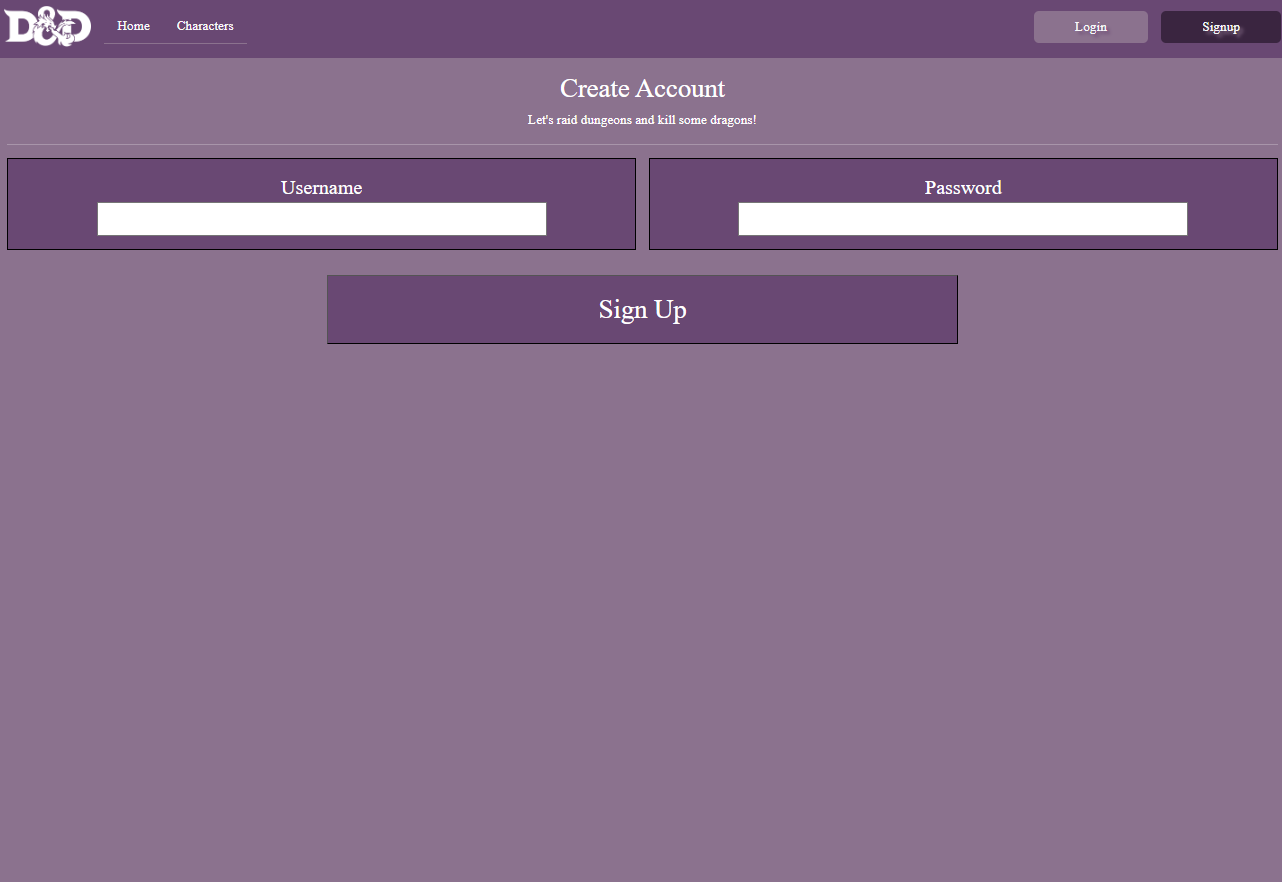 D&D Home Characters Login Signup
Create Account
Let's raid dungeons and kill some dragons!
Username
Password
Sign Up